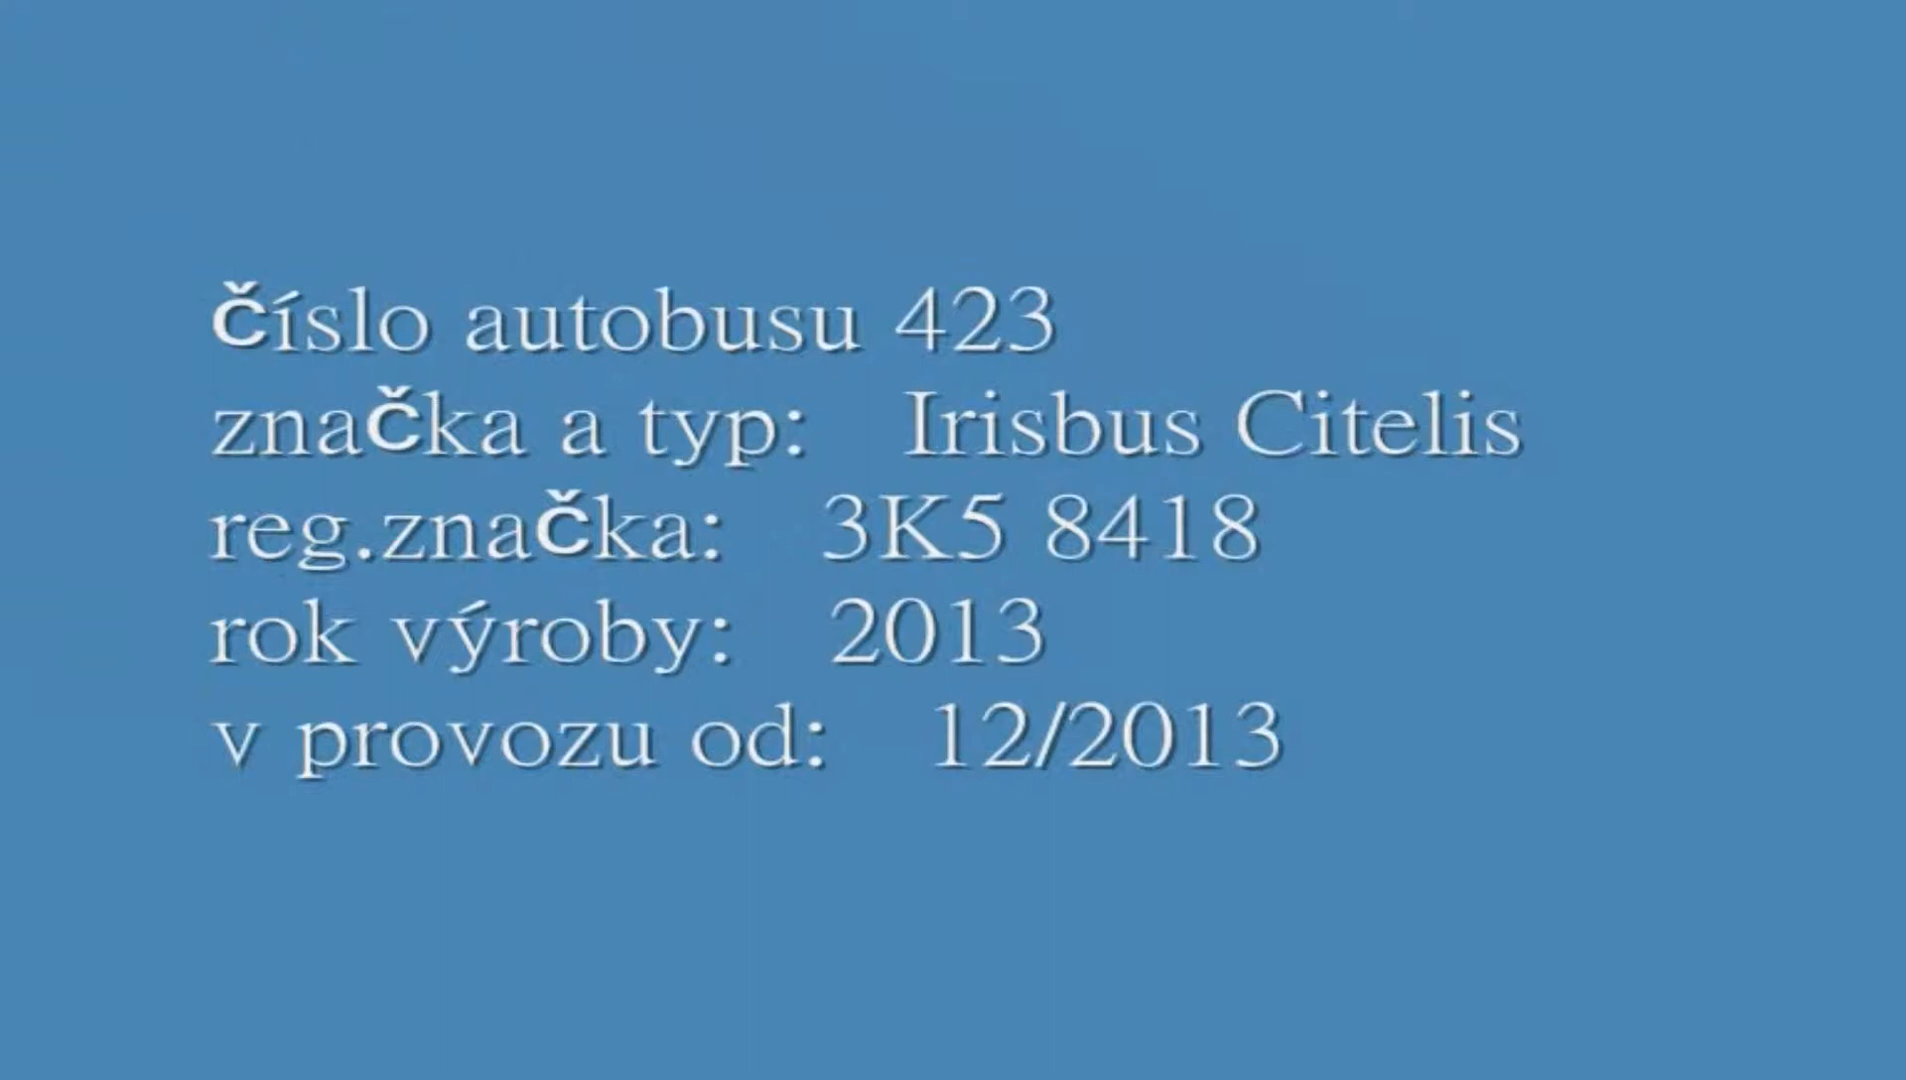 číslo autobusu 423
značka a typ: Irisbus Citelis
reg.značka: 3K5 8418
rok výroby: 2013
v provozu od: 12/2013